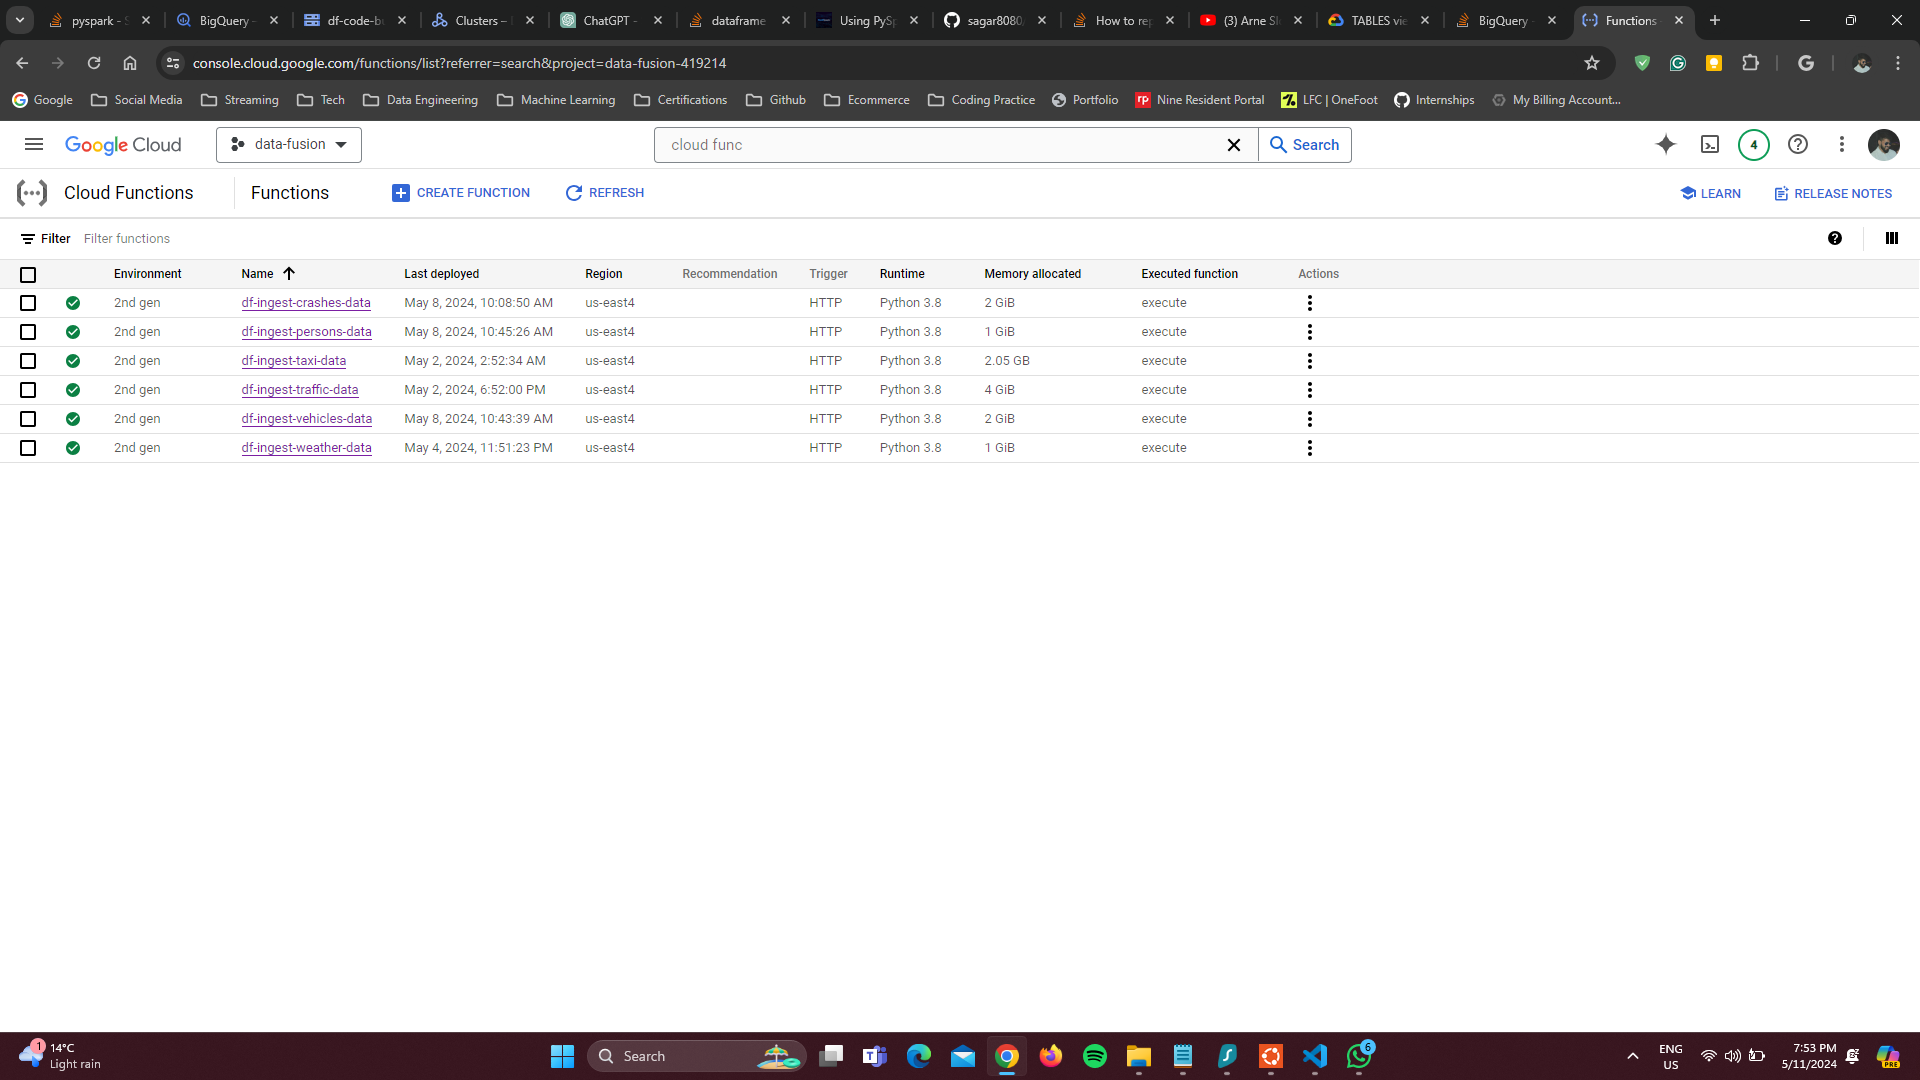 pyspark - S
BigQuery -
df-code-bu
Clusters –
ChatGPT -
dataframe
Using PySp
sagar8080/
How to rep
(3) Arne Sl
TABLES vie
BigQuery -
Functions
console.cloud.google.com/functions/list?referrer=search&project=data-fusion-419214
Google Social Media Streaming Tech Data Engineering Machine Learning Certifications Github Ecommerce Coding Practice Portfolio Nine Resident Portal LFC | OneFoot Internships My Billing Account...
Google Cloud data-fusion cloud func Search 4
Cloud Functions Functions CREATE FUNCTION REFRESH LEARN RELEASE NOTES
Filter Filter functions
Environment Name Last deployed Region Recommendation Trigger Runtime Memory allocated Executed function Actions
2nd gen df-ingest-crashes-data May 8, 2024, 10:08:50 AM us-east4 HTTP Python 3.8 2 GiB execute
2nd gen df-ingest-persons-data May 8, 2024, 10:45:26 AM us-east4 HTTP Python 3.8 1 GiB execute
2nd gen df-ingest-taxi-data May 2, 2024, 2:52:34 AM us-east4 HTTP Python 3.8 2.05 GB execute
2nd gen df-ingest-traffic-data May 2, 2024, 6:52:00 PM us-east4 HTTP Python 3.8 4 GiB execute
2nd gen df-ingest-vehicles-data May 8, 2024, 10:43:39 AM us-east4 HTTP Python 3.8 2 GiB execute
2nd gen df-ingest-weather-data May 4, 2024, 11:51:23 PM us-east4 HTTP Python 3.8 1 GiB execute
1 14°C
Light rain
Search
6
ENG
US
7:53 PM
5/11/2024
PRE